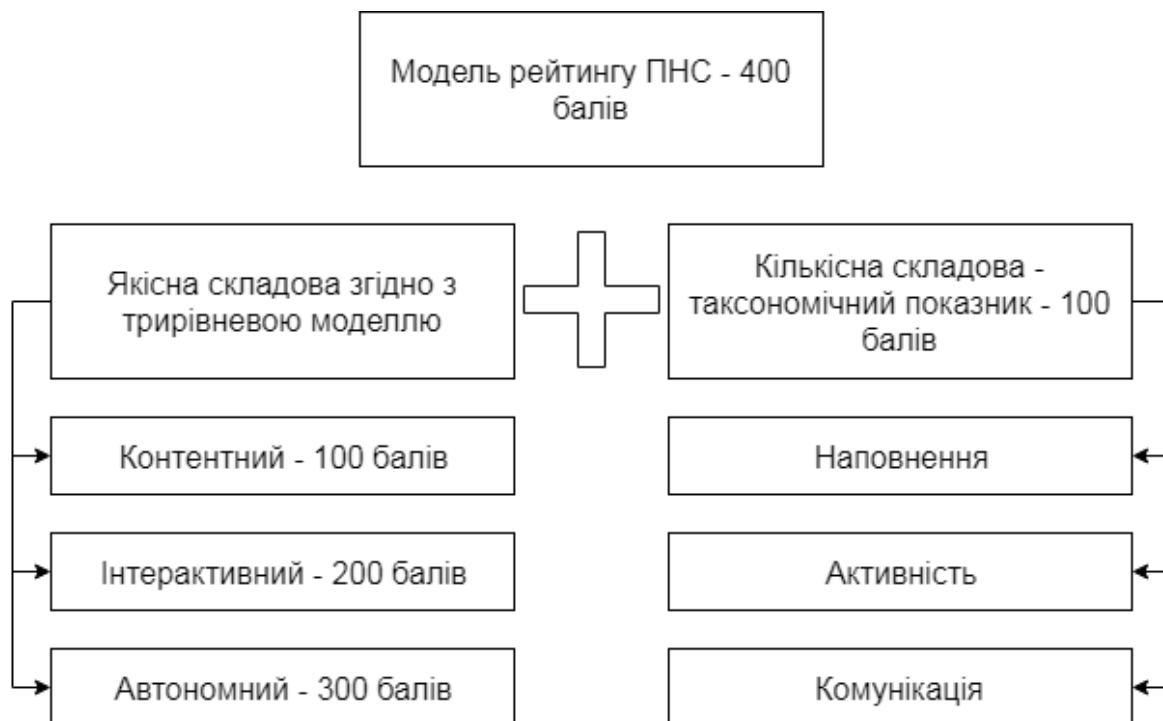 Модель рейтингу ПНС - 400
балів
Якісна складова згідно з
трирівневою моделлю
Кількісна складова -
таксономічний показник - 100
балів
Контентний - 100 балів
Наповнення
Інтерактивний - 200 балів
Активність
Автономний - 300 балів
Комунікація